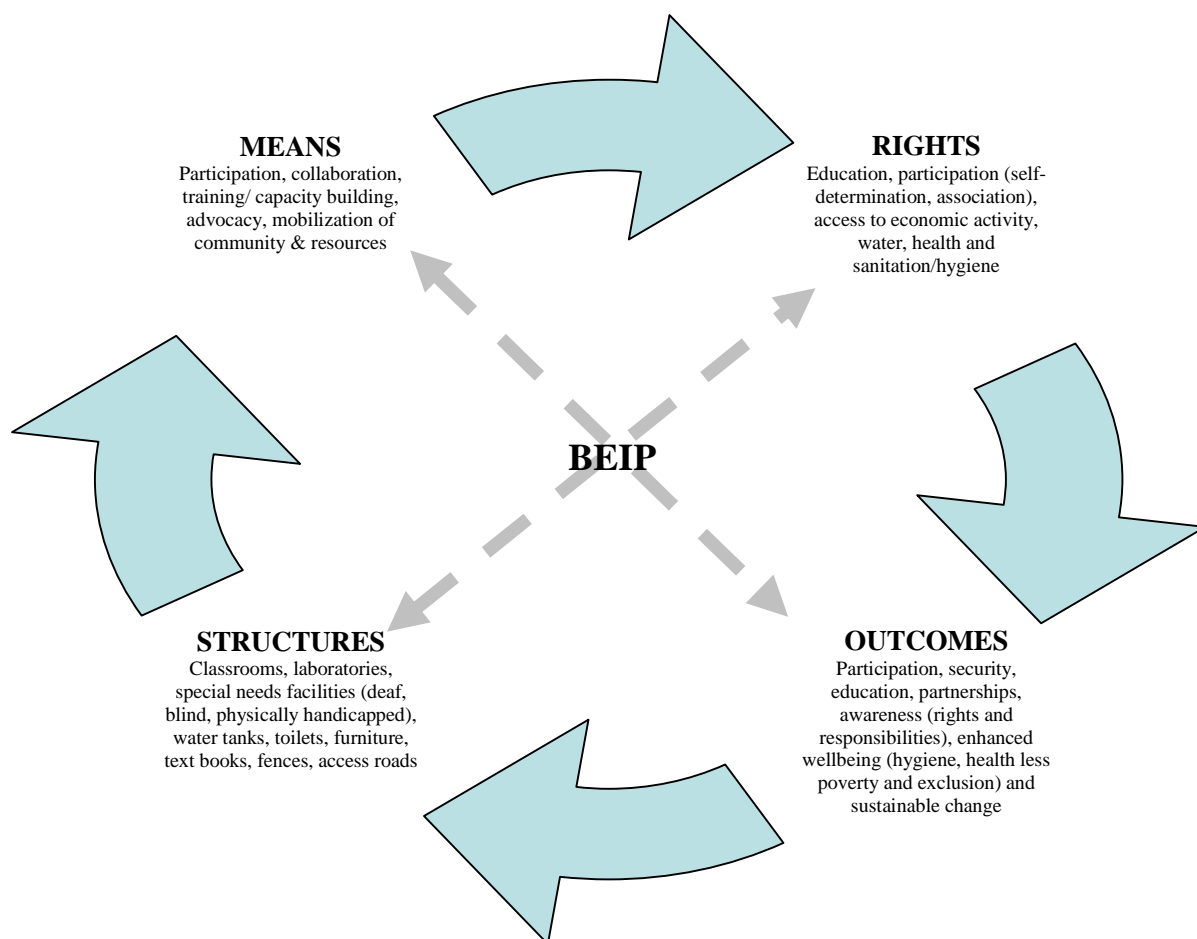 MEANS
Participation, collaboration,
training/ capacity building,
advocacy, mobilization of
community & resources
RIGHTS
Education, participation (self-
determination, association),
access to economic activity,
water, health and
sanitation/hygiene
BEIP
STRUCTURES
Classrooms, laboratories,
special needs facilities (deaf,
blind, physically handicapped),
water tanks, toilets, furniture,
text books, fences, access roads
OUTCOMES
Participation, security,
education, partnerships,
awareness (rights and
responsibilities), enhanced
wellbeing (hygiene, health less
poverty and exclusion) and
sustainable change